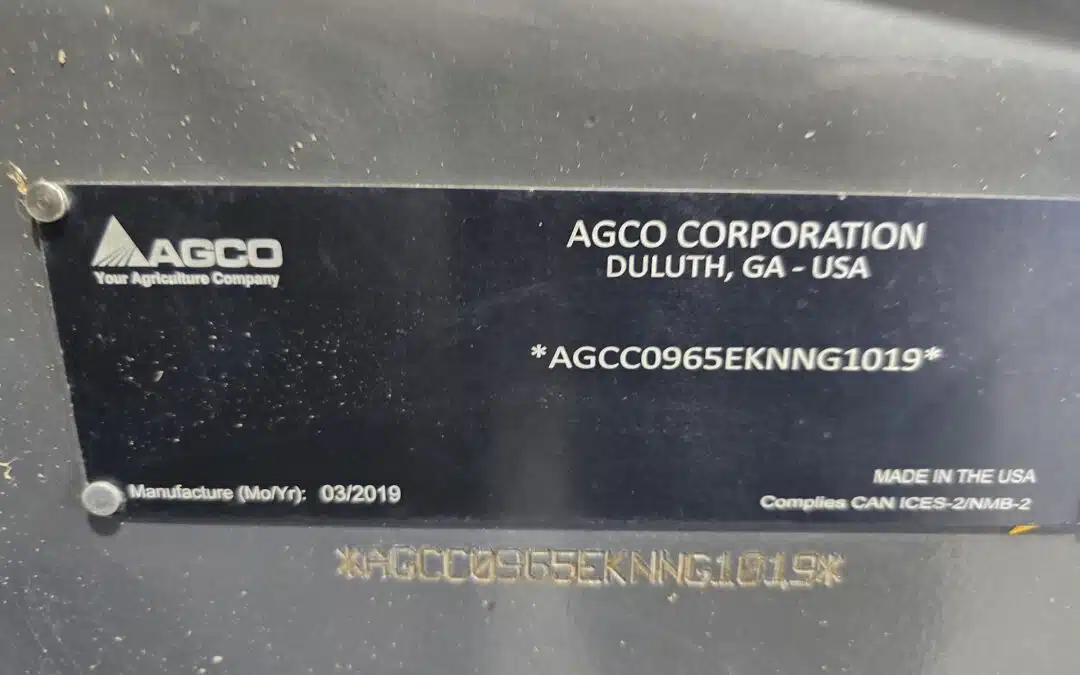 AGCO
Your Agriculture Company
AGCO CORPORATION
DULUTH, GA - USA
*AGCC0965EKNNG1019*
Manufacture (Mo/Yr): 03/2019
MADE IN THE USA
Complies CAN ICES-2/NMB-2
*AGCC0965EKNNG1019*